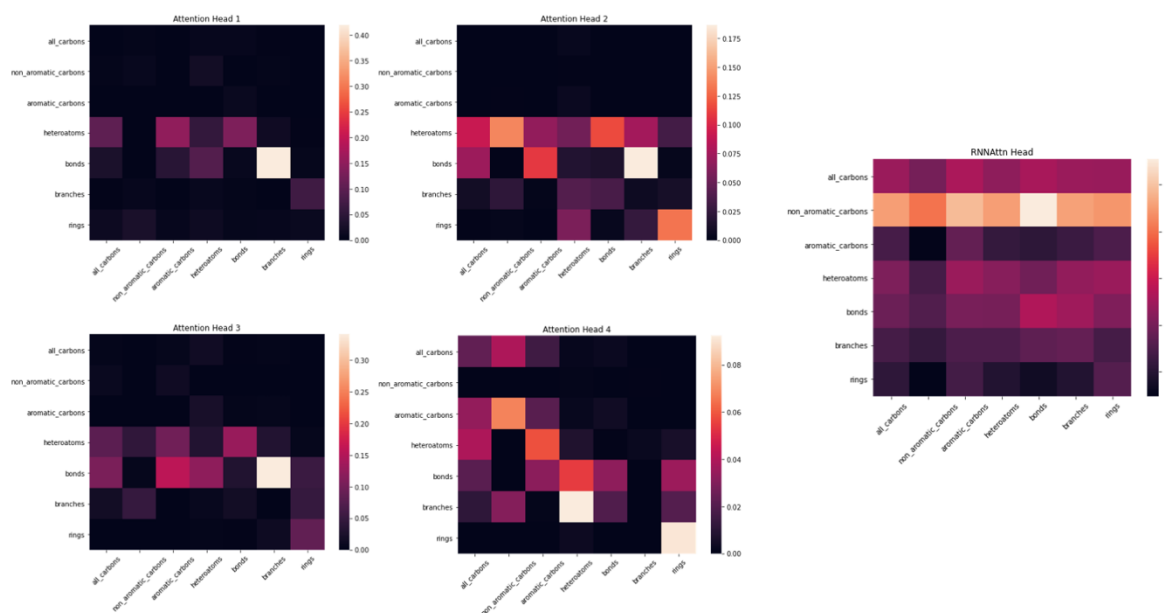 Attention Head 1
all_carbons
non_aromatic_carbons
aromatic_carbons
heteroatoms
bonds
branches
rings
0.40
0.35
0.30
0.25
0.20
0.15
0.10
0.05
0.00
all_carbons
non_aromatic_carbons
aromatic_carbons
heteroatoms
bonds
branches
rings
Attention Head 2
all_carbons
non_aromatic_carbons
aromatic_carbons
heteroatoms
bonds
branches
rings
0.175
0.150
0.125
0.100
0.075
0.050
0.025
0.000
all_carbons
non_aromatic_carbons
aromatic_carbons
heteroatoms
bonds
branches
rings
Attention Head 3
all_carbons
non_aromatic_carbons
aromatic_carbons
heteroatoms
bonds
branches
rings
0.30
0.25
0.20
0.15
0.10
0.05
0.00
all_carbons
non_aromatic_carbons
aromatic_carbons
heteroatoms
bonds
branches
rings
Attention Head 4
all_carbons
non_aromatic_carbons
aromatic_carbons
heteroatoms
bonds
branches
rings
0.08
0.06
0.04
0.02
0.00
all_carbons
non_aromatic_carbons
aromatic_carbons
heteroatoms
bonds
branches
rings
RNNAttn Head
all_carbons
non_aromatic_carbons
aromatic_carbons
heteroatoms
bonds
branches
rings
all_carbons
non_aromatic_carbons
aromatic_carbons
heteroatoms
bonds
branches
rings